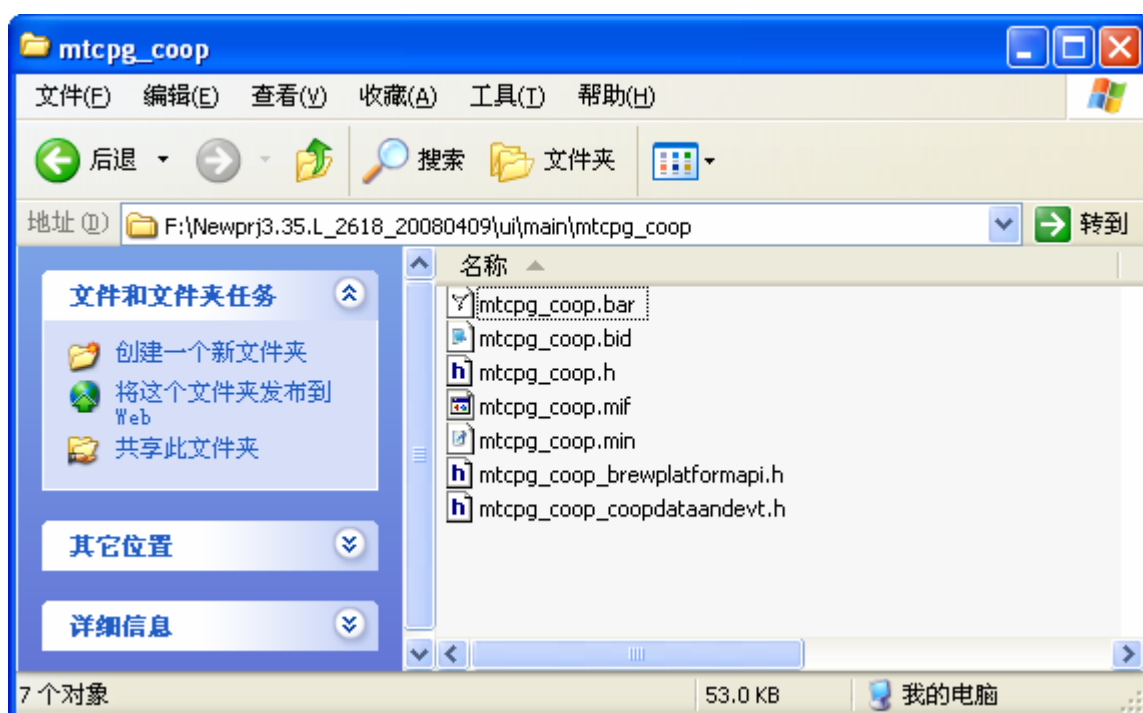 mtcpg_coop
文件(F) 编辑(E) 查看(V) 收藏(A) 工具(T) 帮助(H)
后退 搜索 文件夹
地址(D) F:\Newprj3.35.L_2618_20080409\ui\main\mtcpg_coop 转到
文件和文件夹任务
创建一个新文件夹
将这个文件夹发布到
Web
共享此文件夹
其它位置
详细信息
名称
mtcpg_coop.bar
mtcpg_coop.bid
mtcpg_coop.h
mtcpg_coop.mif
mtcpg_coop.min
mtcpg_coop_brewplatformapi.h
mtcpg_coop_coopdataandevt.h
7 个对象 53.0 KB 我的电脑